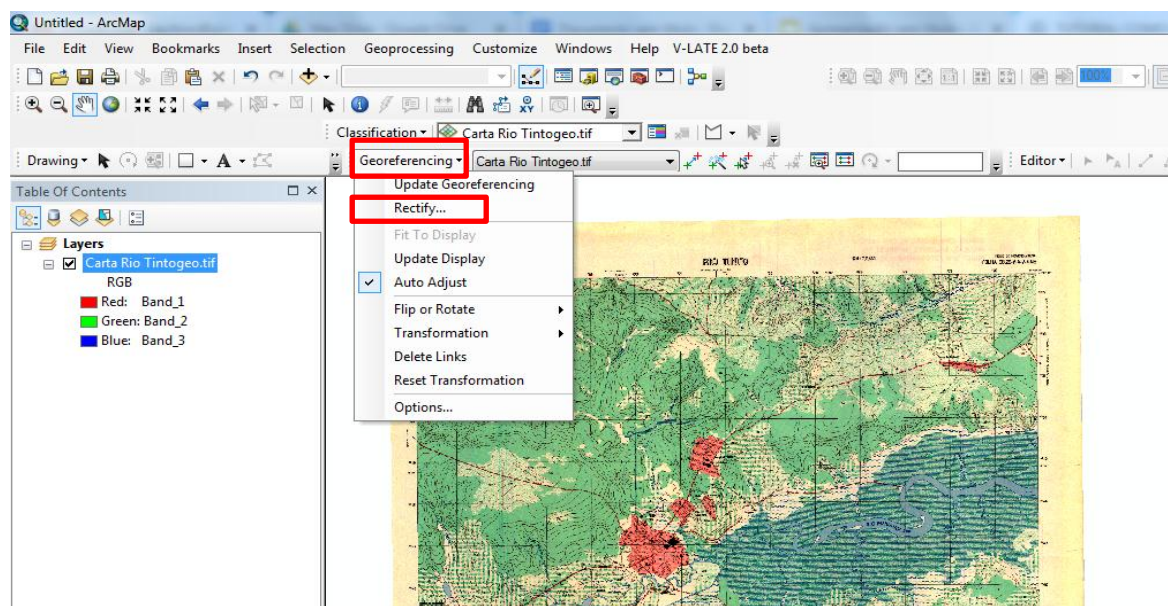 Untitled - ArcMap
File Edit View Bookmarks Insert Selection Geoprocessing Customize Windows Help V-LATE 2.0 beta
100%
Classification Carta Rio Tintogeo.tif
Drawing A Georeferencing Carta Rio Tintogeo.tif Editor
Table Of Contents
Layers
Carta Rio Tintogeo.tif
RGB
Red: Band_1
Green: Band_2
Blue: Band_3
Update Georeferencing
Rectify...
Fit To Display
Update Display
Auto Adjust
Flip or Rotate
Transformation
Delete Links
Reset Transformation
Options...
RIO TINTO